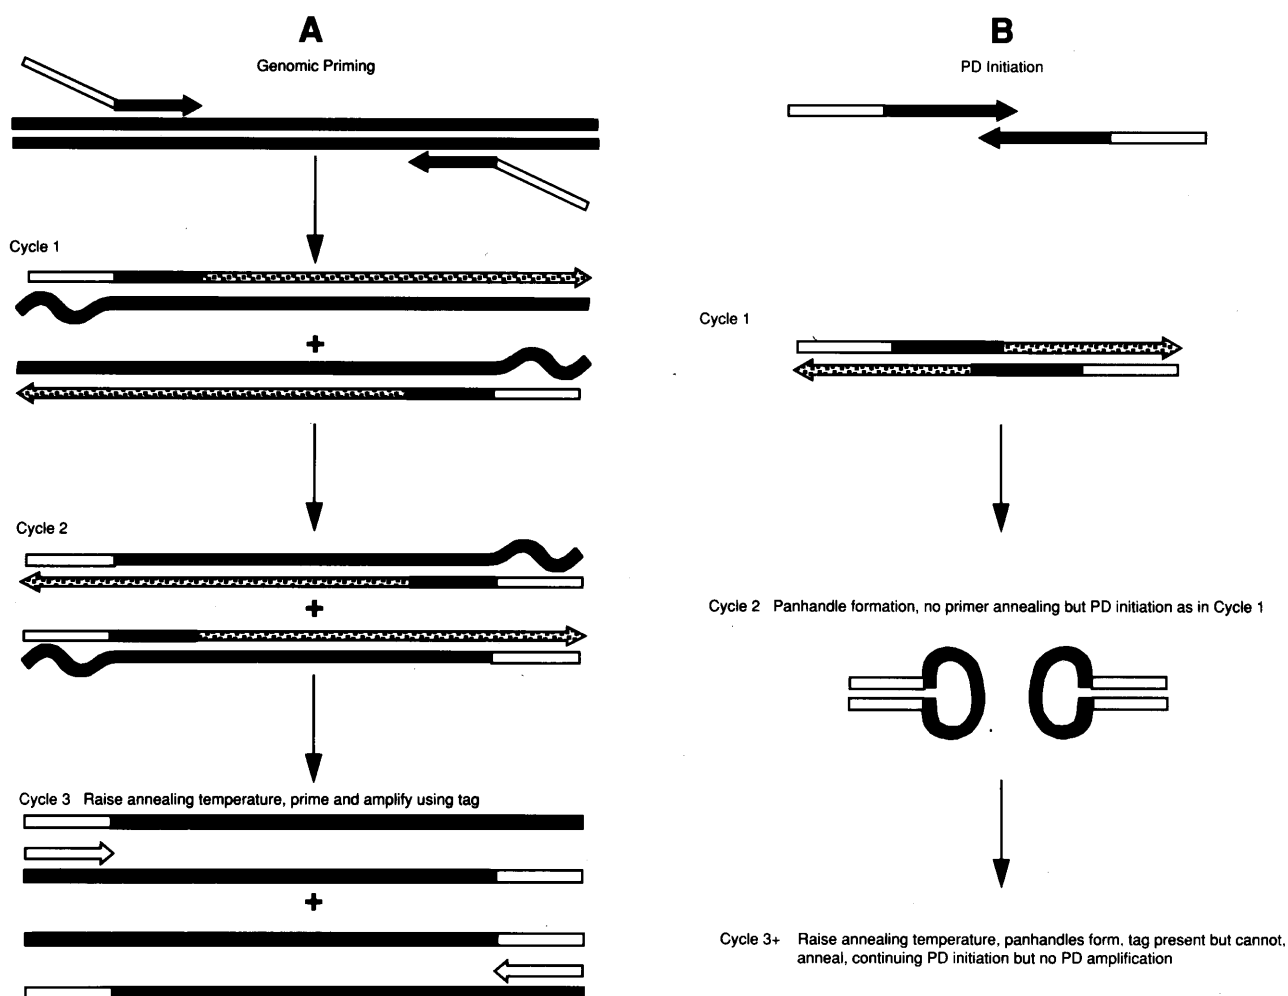 A
Genomic Priming
Cycle 1
+
Cycle 2
+
Cycle 3 Raise annealing temperature, prime and amplify using tag
+
B
PD Initiation
Cycle 1
Cycle 2 Panhandle formation, no primer annealing but PD initiation as in Cycle 1
Cycle 3+ Raise annealing temperature, panhandles form, tag present but cannot,
anneal, continuing PD initiation but no PD amplification